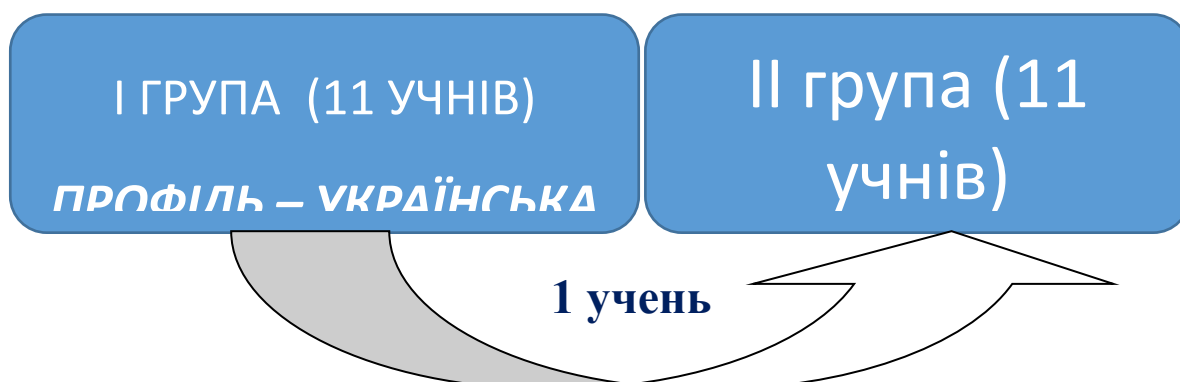 І ГРУПА (11 УЧНІВ)
ПРОФІЛЬ – УКРАЇНСЬКА
ІІ група (11
учнів)
1 учень